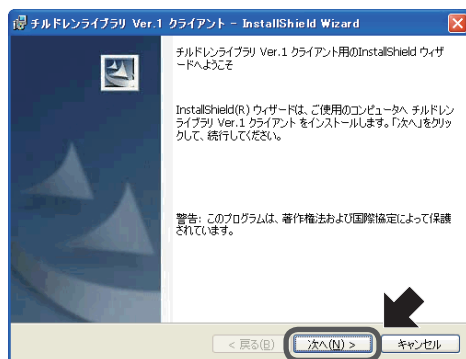 チルドレンライブラリ Ver.1 クライアント - InstallShield Wizard
チルドレンライブラリ Ver.1 クライアント用のInstallShield ウィザ
ードへようこそ
InstallShield(R) ウィザードは、ご使用のコンピュータへ チルドレン
ライブラリ Ver.1 クライアント をインストールします。「次へ」をクリッ
クして、続行してください。
警告: このプログラムは、著作権法および国際協定によって保護
されています。
< 戻る(B)
次へ(N) >
キャンセル